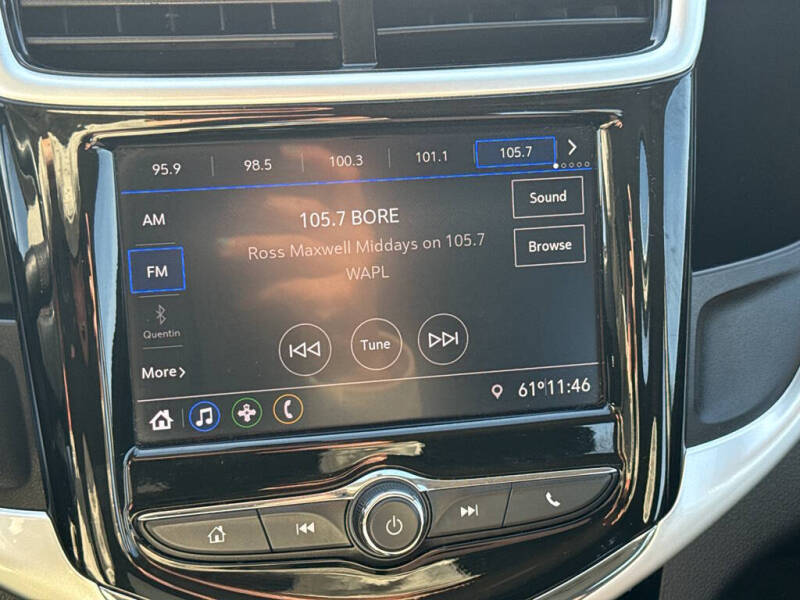 95.9 98.5 100.3 101.1 105.7
AM
105.7 BORE
Sound
Ross Maxwell Middays on 105.7
WAPL
Browse
FM
Quentin
Tune
More
61° 11:46